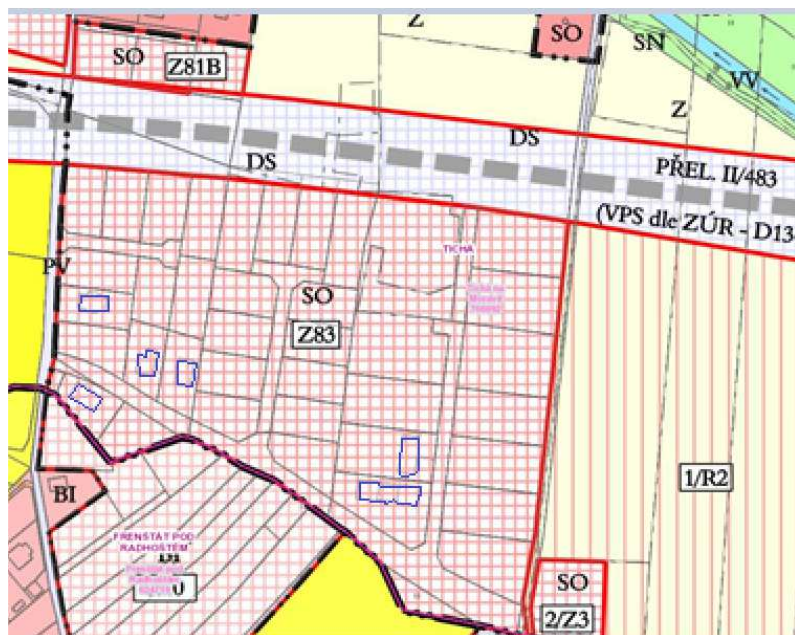 Z
SO
SN
SO
Z81B
VV
Z
DS
DS
PŘEL. II/483
(VPS dle ZÚR - D13
TICHÁ
PV
SO
Z83
1/R2
BI
FRENŠTÁT POD
RADHOŠTĚM
SO
2/Z3